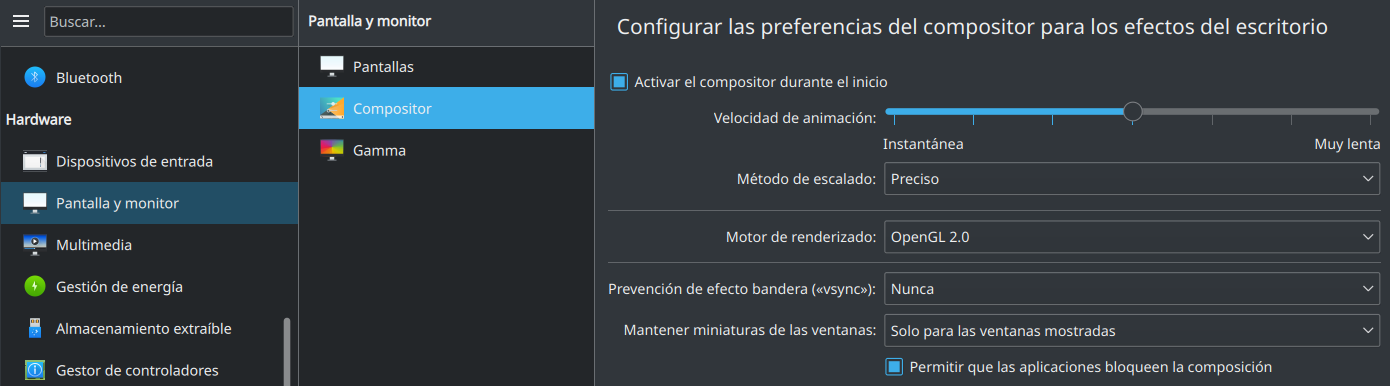 Buscar...
Bluetooth
Hardware
Dispositivos de entrada
Pantalla y monitor
Multimedia
Gestión de energía
Almacenamiento extraíble
Gestor de controladores
Pantalla y monitor
Pantallas
Compositor
Gamma
Configurar las preferencias del compositor para los efectos del escritorio
Activar el compositor durante el inicio
Velocidad de animación:
Instantánea Muy lenta
Método de escalado: Preciso
Motor de renderizado: OpenGL 2.0
Prevención de efecto bandera («vsync»): Nunca
Mantener miniaturas de las ventanas: Solo para las ventanas mostradas
Permitir que las aplicaciones bloqueen la composición